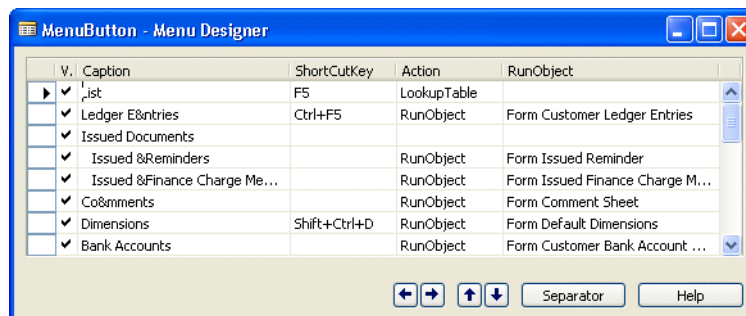 MenuButton - Menu Designer
V. Caption ShortCutKey Action RunObject
List F5 LookupTable
Ledger E&ntries Ctrl+F5 RunObject Form Customer Ledger Entries
Issued Documents
Issued &Reminders RunObject Form Issued Reminder
Issued &Finance Charge Me... RunObject Form Issued Finance Charge M...
Co&mments RunObject Form Comment Sheet
Dimensions Shift+Ctrl+D RunObject Form Default Dimensions
Bank Accounts RunObject Form Customer Bank Account ...
Separator Help